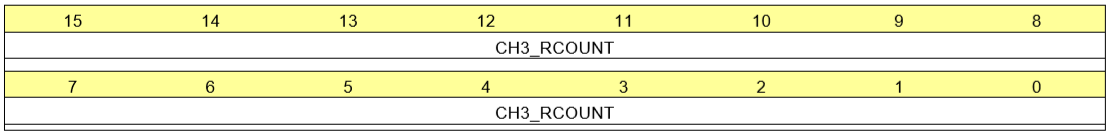 15 14 13 12 11 10 9 8
CH3_RCOUNT
7 6 5 4 3 2 1 0
CH3_RCOUNT